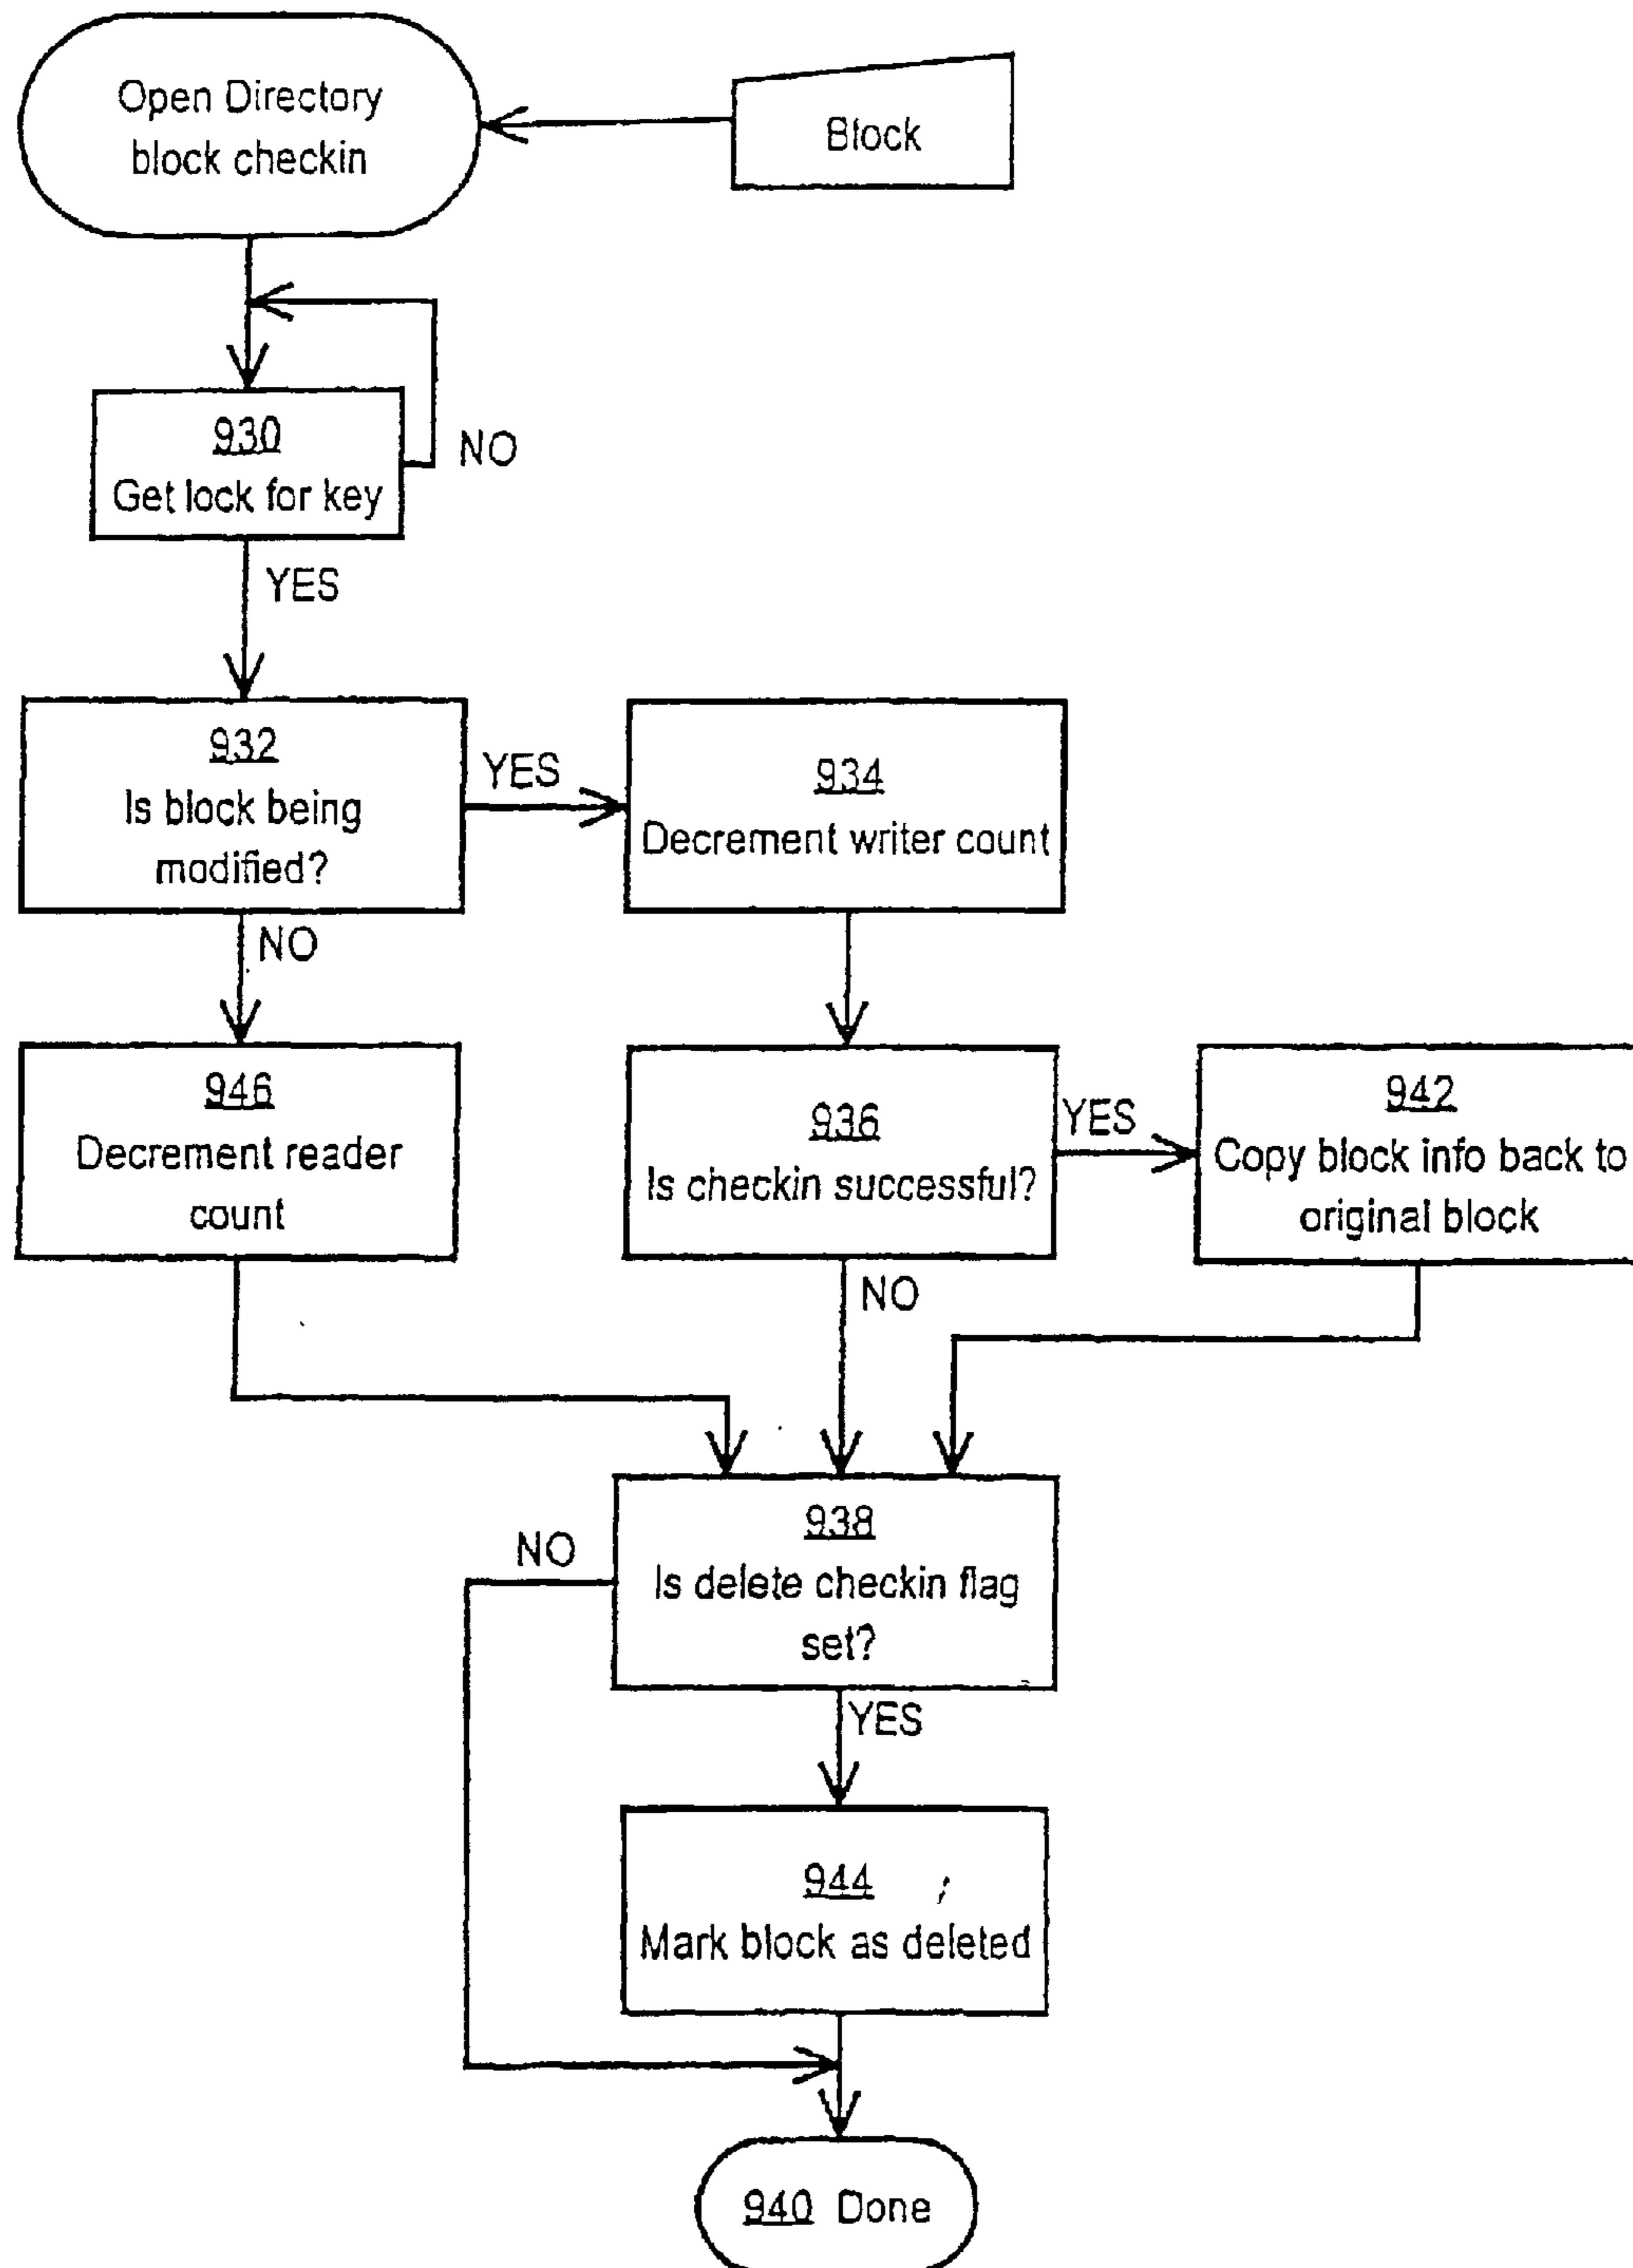 Open Directory
block checkin
Block
930
Get lock for key
NO
YES
932
Is block being
modified?
YES
934
Decrement writer count
NO
946
Decrement reader
count
936
Is checkin successful?
YES
942
Copy block info back to
original block
NO
938
Is delete checkin flag
set?
NO
YES
944
Mark block as deleted
940 Done